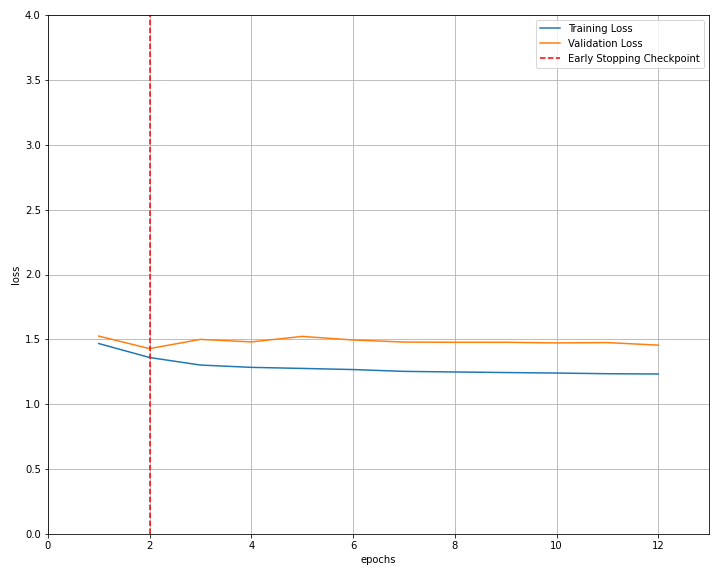 4.0
3.5
3.0
2.5
2.0
1.5
1.0
0.5
0.0
loss
0 2 4 6 8 10 12
epochs
Training Loss
Validation Loss
Early Stopping Checkpoint